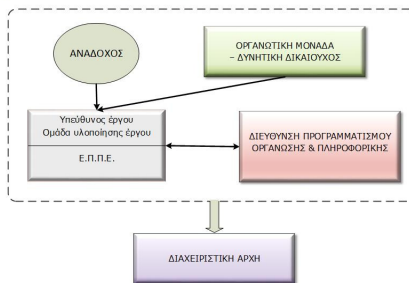 ΑΝΑΔΟΧΟΣ
ΟΡΓΑΝΩΤΙΚΗ ΜΟΝΑΔΑ
– ΔΥΝΗΤΙΚΗ ΔΙΚΑΙΟΥΧΟΣ
Υπεύθυνος έργου
Ομάδα υλοποίησης έργου
Ε.Π.Π.Ε.
ΔΙΕΥΘΥΝΣΗ ΠΡΟΓΡΑΜΜΑΤΙΣΜΟΥ
ΟΡΓΑΝΩΣΗΣ & ΠΛΗΡΟΦΟΡΙΚΗΣ
ΔΙΑΧΕΙΡΙΣΤΙΚΗ ΑΡΧΗ